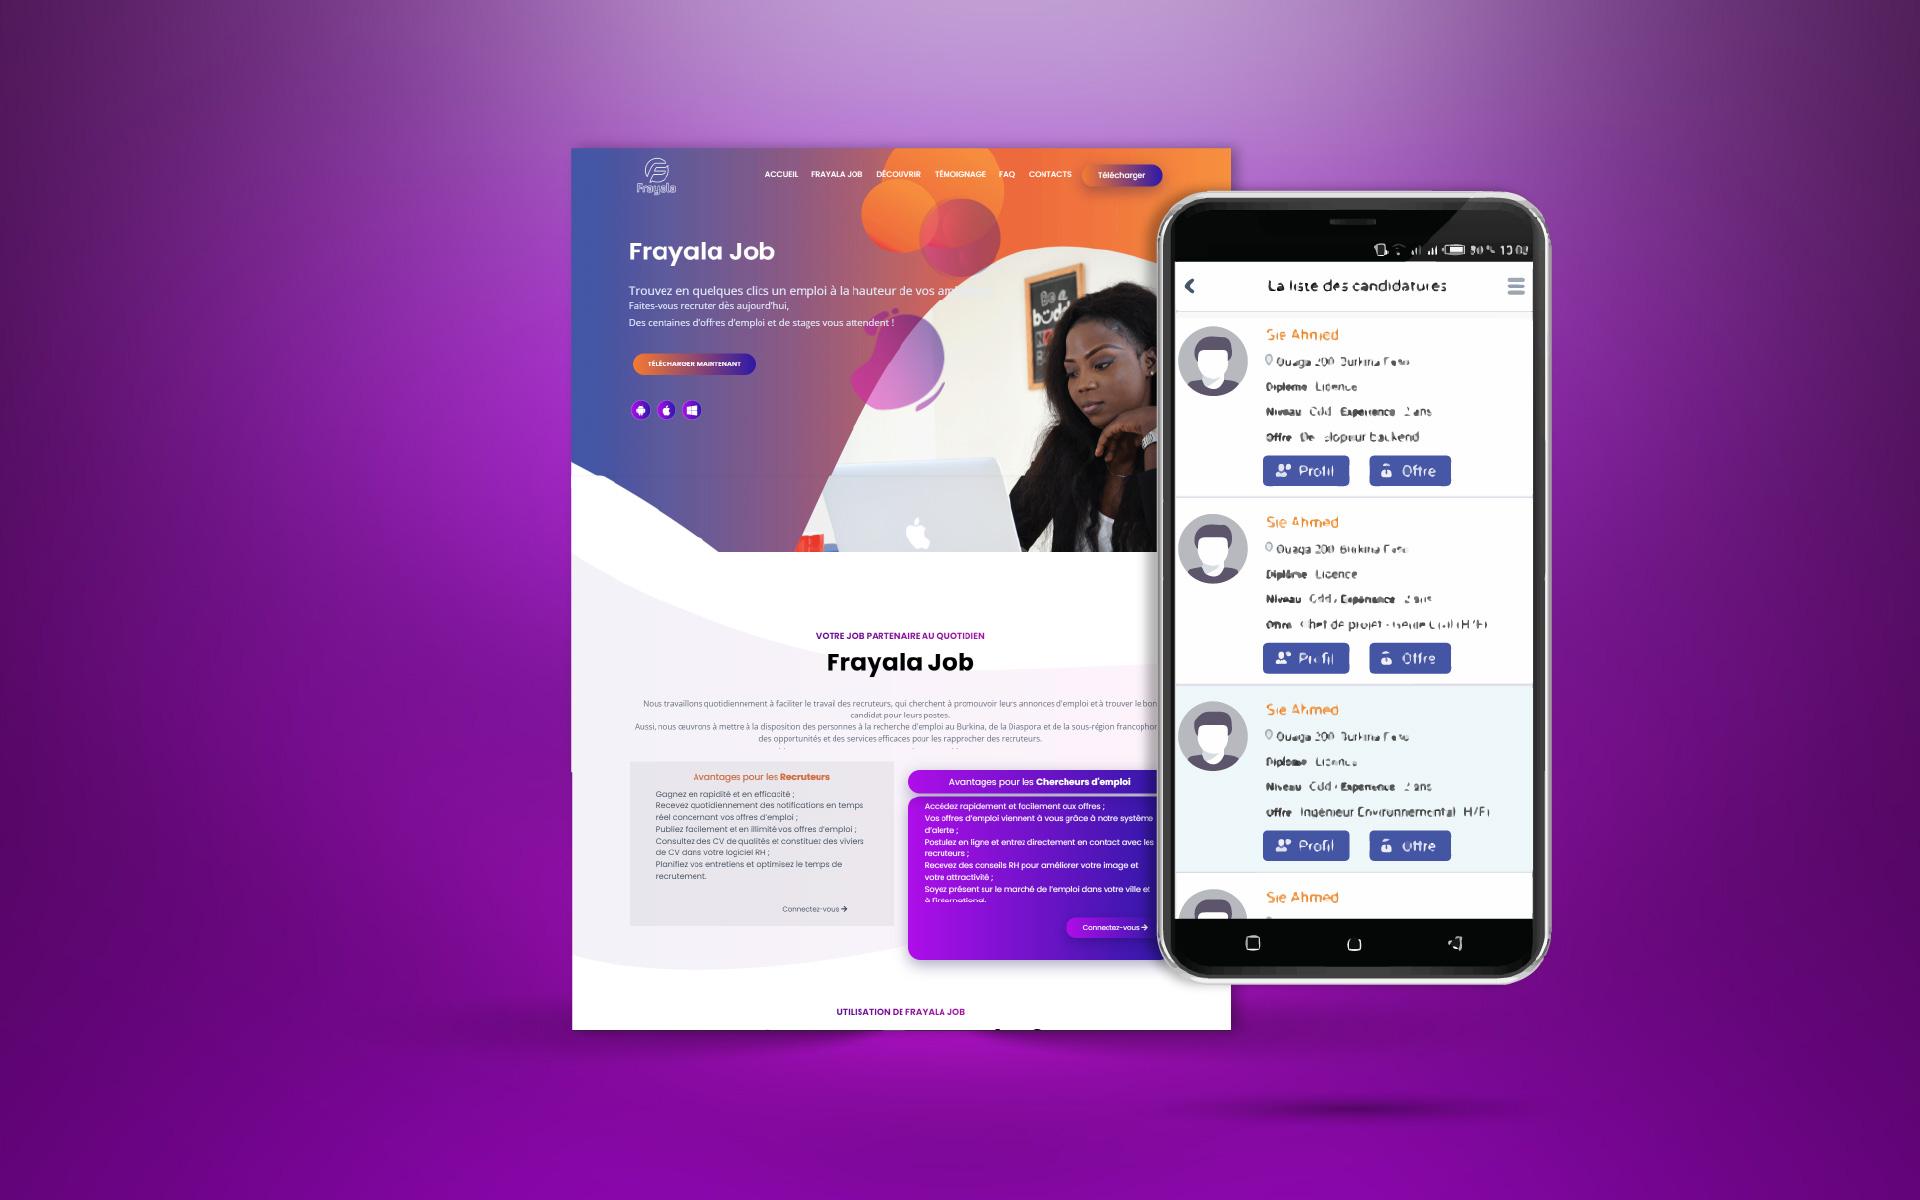 Frayala
ACCUEIL FRAYALA JOB DÉCOUVRIR TÉMOIGNAGE FAQ CONTACTS Télécharger
Frayala Job
Trouvez en quelques clics un emploi à la hauteur de vos
Faites-vous recruter dès aujourd'hui,
Des centaines d'offres d'emploi et de stages vous attendent !
TÉLÉCHARGER MAINTENANT
Be a
VOTRE JOB PARTENAIRE AU QUOTIDIEN
Frayala Job
Nous travaillons quotidiennement à faciliter le travail des recruteurs, qui cherchent à promouvoir leurs annonces d'emploi et à trouver le bon
candidat pour leurs postes.
Aussi, nous œuvrons à mettre à la disposition des personnes à la recherche d'emploi au Burkina, de la Diaspora et de la sous-région francophon
des opportunités et des services efficaces pour les rapprocher des recruteurs.
Avantages pour les Recruteurs
Gagnez en rapidité et en efficacité ;
Recevez quotidiennement des notifications en temps
réel concernant vos offres d'emploi ;
Publiez facilement et en illimité vos offres d'emploi ;
Consultez des CV de qualités et constituez des viviers
de CV dans votre logiciel RH ;
Planifiez vos entretiens et optimisez le temps de
recrutement.
Connectez-vous
Avantages pour les Chercheurs d'emploi
Accédez rapidement et facilement aux offres ;
Vos offres d'emploi viennent à vous grâce à notre système
d'alerte ;
Postulez en ligne et entrez directement en contact avec les
recruteurs ;
Recevez des conseils RH pour améliorer votre image et
votre attractivité ;
Soyez présent sur le marché de l'emploi dans votre ville et
à l'international.
Connectez-vous
UTILISATION DE FRAYALA JOB
La liste des candidatures
Sie Ahmed
Ouaga 200 Burkina Faso
Diplome Licence
Niveau Cdd Experience 2 ans
Offre Developpeur backend
Profil Offre
Sie Ahmed
Ouaga 200 Burkina Faso
Diplôme Licence
Niveau Cdd Experience 2 ans
Offre Chef de projet - Génie Civil (H/F)
Profil Offre
Sie Ahmed
Ouaga 200 Burkina Faso
Diplome Licence
Niveau Cdd Experience 2 ans
Offre Ingénieur Environnemental H/F)
Profil Offre
Sie Ahmed